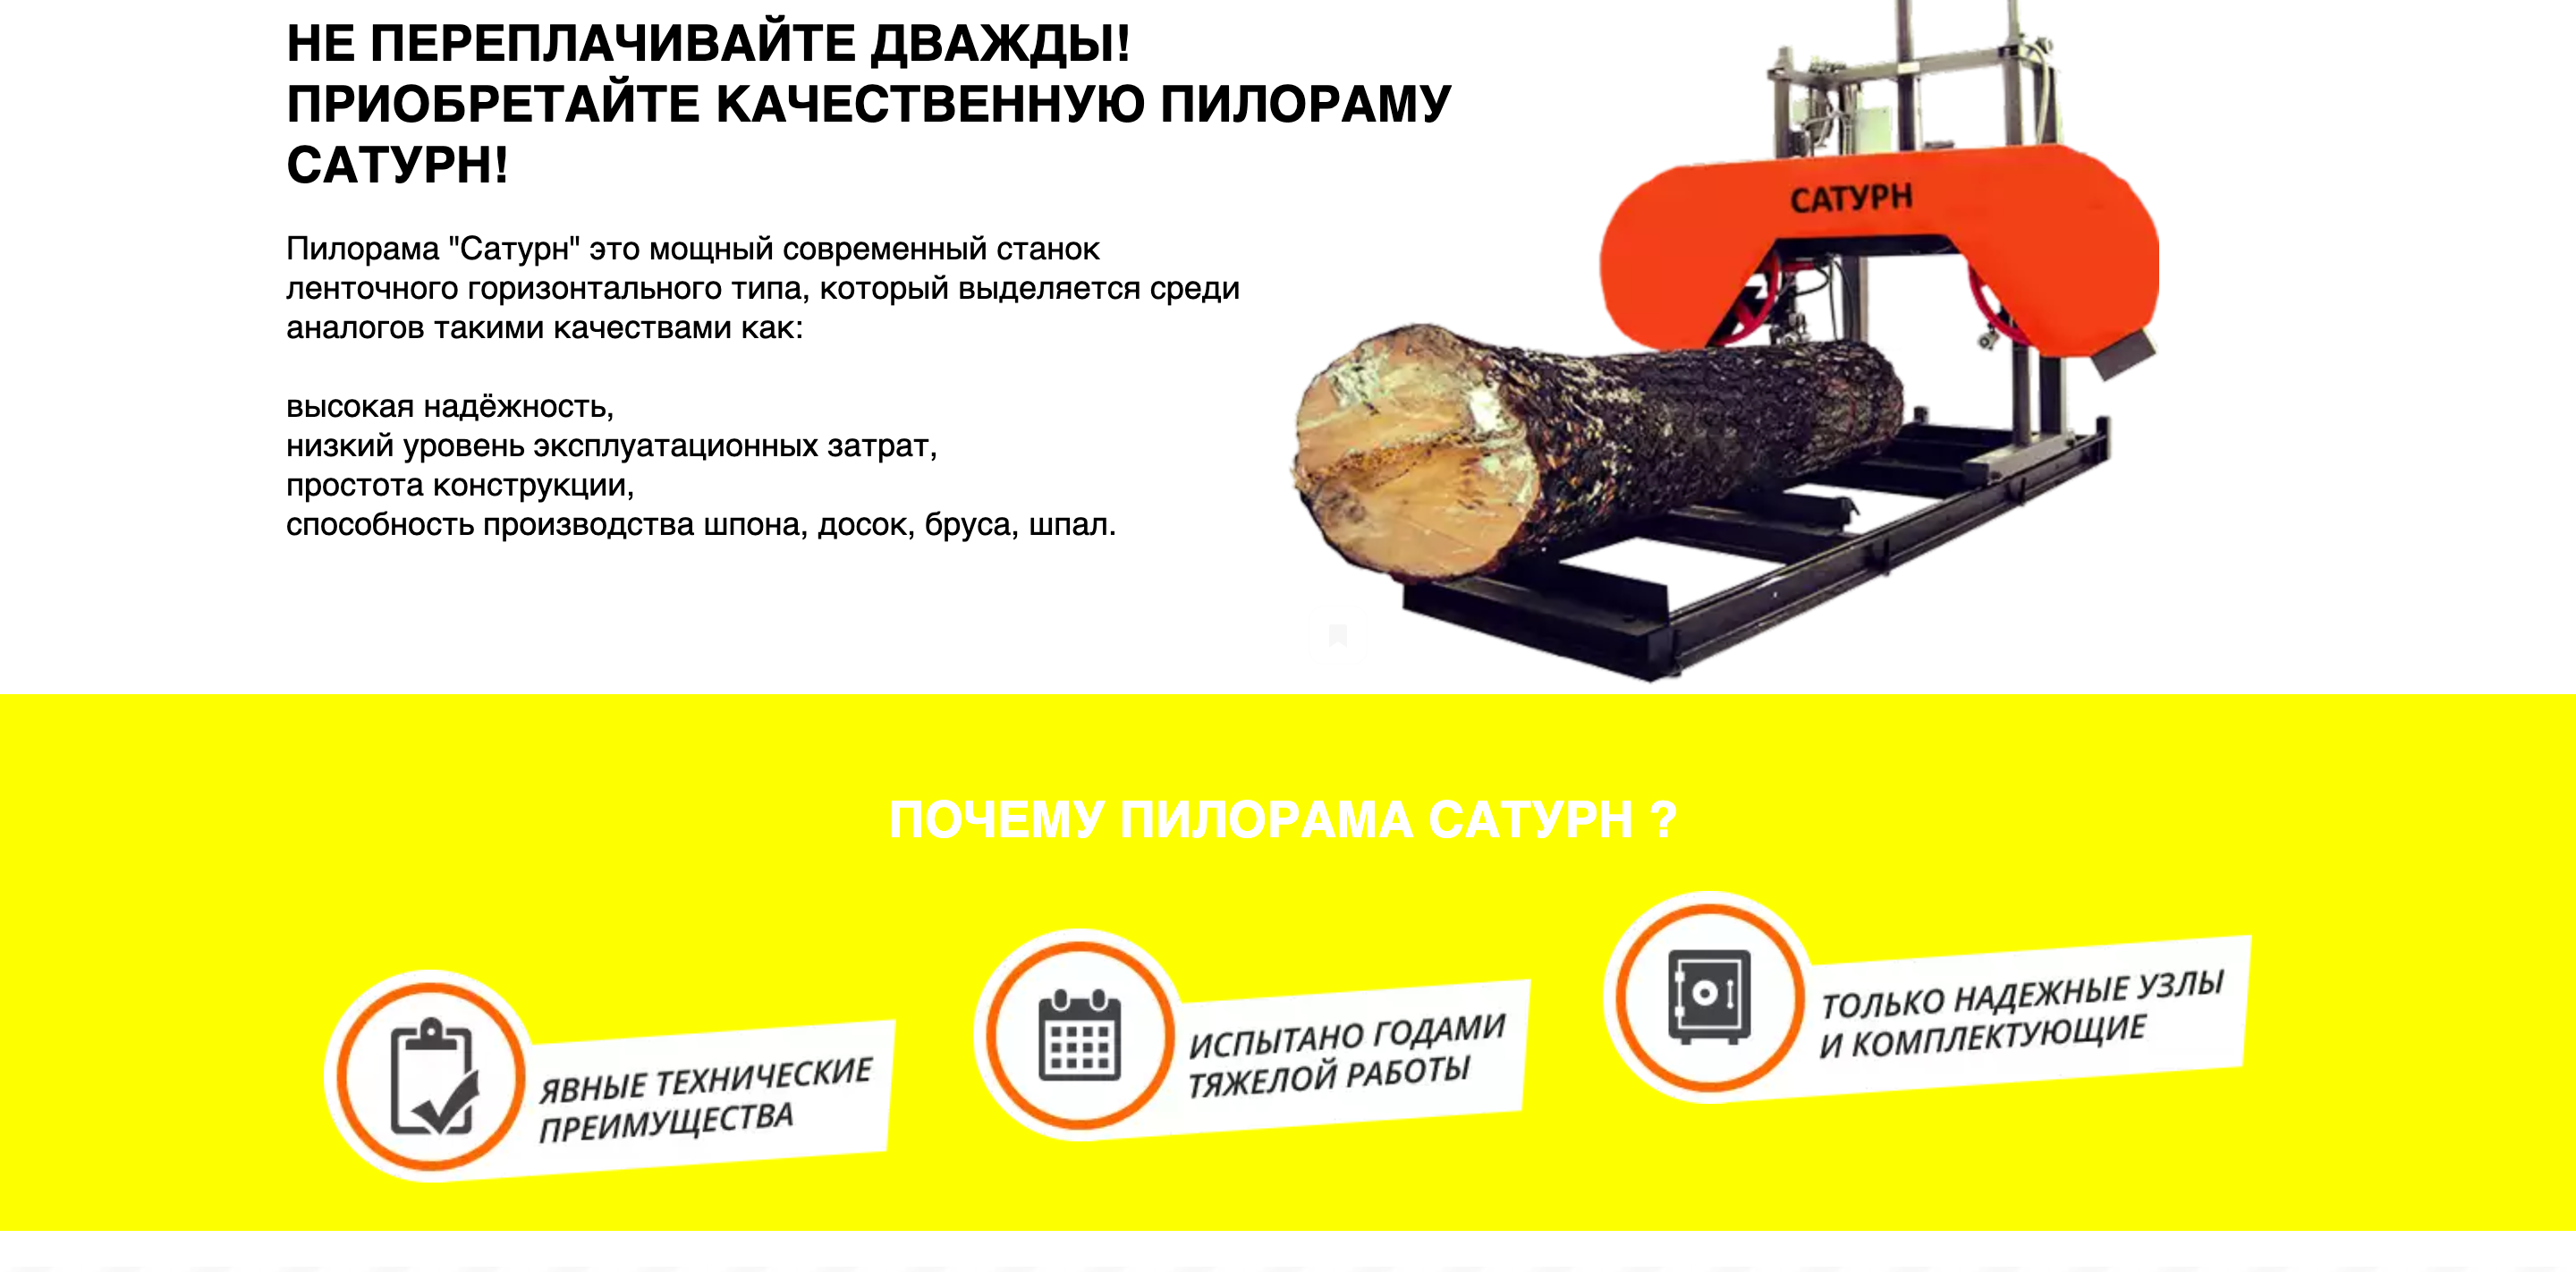 НЕ ПЕРЕПЛАЧИВАЙТЕ ДВАЖДЫ!
ПРИОБРЕТАЙТЕ КАЧЕСТВЕННУЮ ПИЛОРАМУ
САТУРН!
Пилорама "Сатурн" это мощный современный станок
ленточного горизонтального типа, который выделяется среди
аналогов такими качествами как:
высокая надёжность,
низкий уровень эксплуатационных затрат,
простота конструкции,
способность производства шпона, досок, бруса, шпал.
САТУРН
ПОЧЕМУ ПИЛОРАМА САТУРН ?
ЯВНЫЕ ТЕХНИЧЕСКИЕ
ПРЕИМУЩЕСТВА
ИСПЫТАНО ГОДАМИ
ТЯЖЕЛОЙ РАБОТЫ
ТОЛЬКО НАДЕЖНЫЕ УЗЛЫ
И КОМПЛЕКТУЮЩИЕ